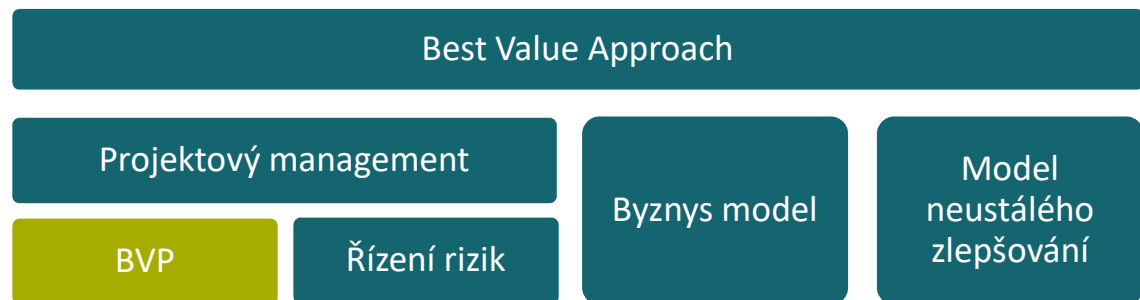 Best Value Approach
Projektový management
BVP
Řízení rizik
Byznys model
Model
neustálého
zlepšování